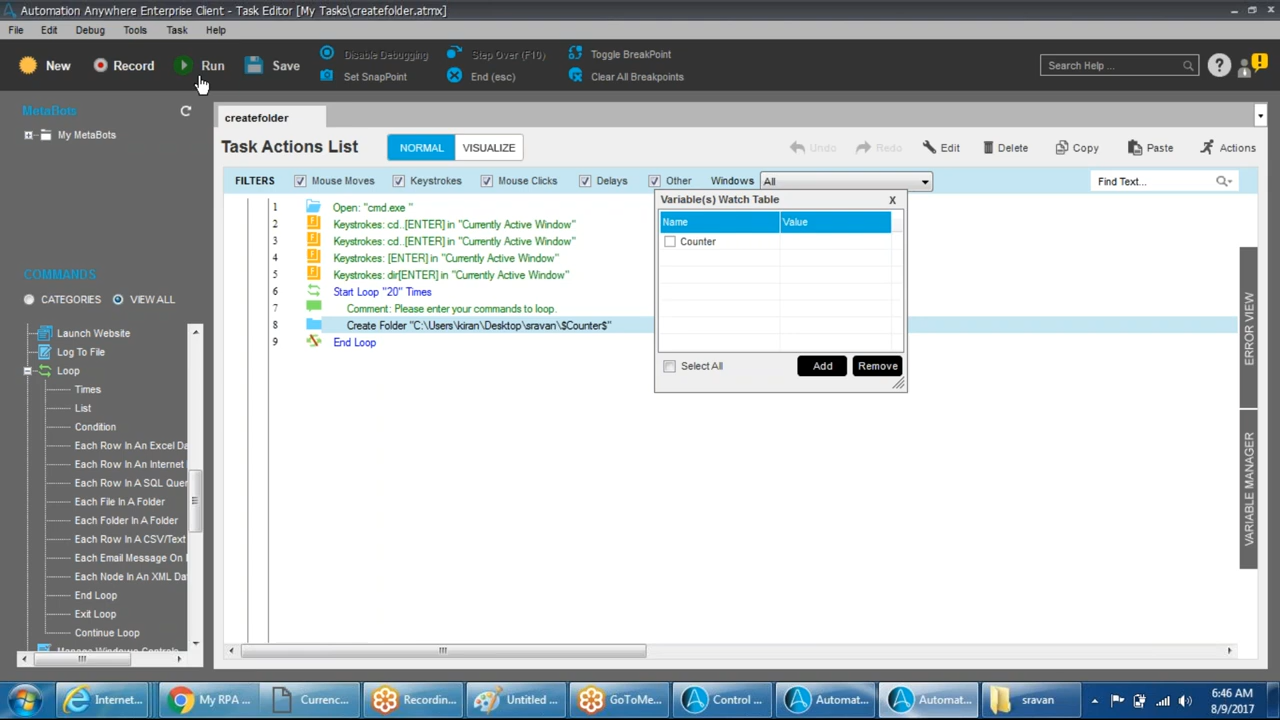 Automation Anywhere Enterprise Client - Task Editor [My Tasks\createfolder.atmx]
File Edit Debug Tools Task Help
New Record Run Save
Disable Debugging Step Over (F10) Toggle BreakPoint
Set SnapPoint End (esc) Clear All Breakpoints
Search Help ...
MetaBots
My MetaBots
createfolder
Task Actions List NORMAL VISUALIZE Undo Redo Edit Delete Copy Paste Actions
FILTERS Mouse Moves Keystrokes Mouse Clicks Delays Other Windows All Find Text...
1 Open: "cmd.exe "
2 Keystrokes: cd..[ENTER] in "Currently Active Window"
3 Keystrokes: cd..[ENTER] in "Currently Active Window"
4 Keystrokes: [ENTER] in "Currently Active Window"
5 Keystrokes: dir[ENTER] in "Currently Active Window"
6 Start Loop "20" Times
7 Comment: Please enter your commands to loop.
8 Create Folder "C:\Users\kiran\Desktop\sravan\$Counter$"
9 End Loop
Variable(s) Watch Table X
Name Value
Counter
Select All Add Remove
COMMANDS
CATEGORIES VIEW ALL
Launch Website
Log To File
Loop
Times
List
Condition
Each Row In An Excel Da
Each Row In An Internet
Each Row In A SQL Quer
Each File In A Folder
Each Folder In A Folder
Each Row In A CSV/Text
Each Email Message On
Each Node In An XML Da
End Loop
Exit Loop
Continue Loop
Manage Windows Controls
ERROR VIEW
VARIABLE MANAGER
Internet... My RPA ... Currenc... Recordin... Untitled ... GoToMe... Control ... Automat... Automat... sravan
6:46 AM
8/9/2017